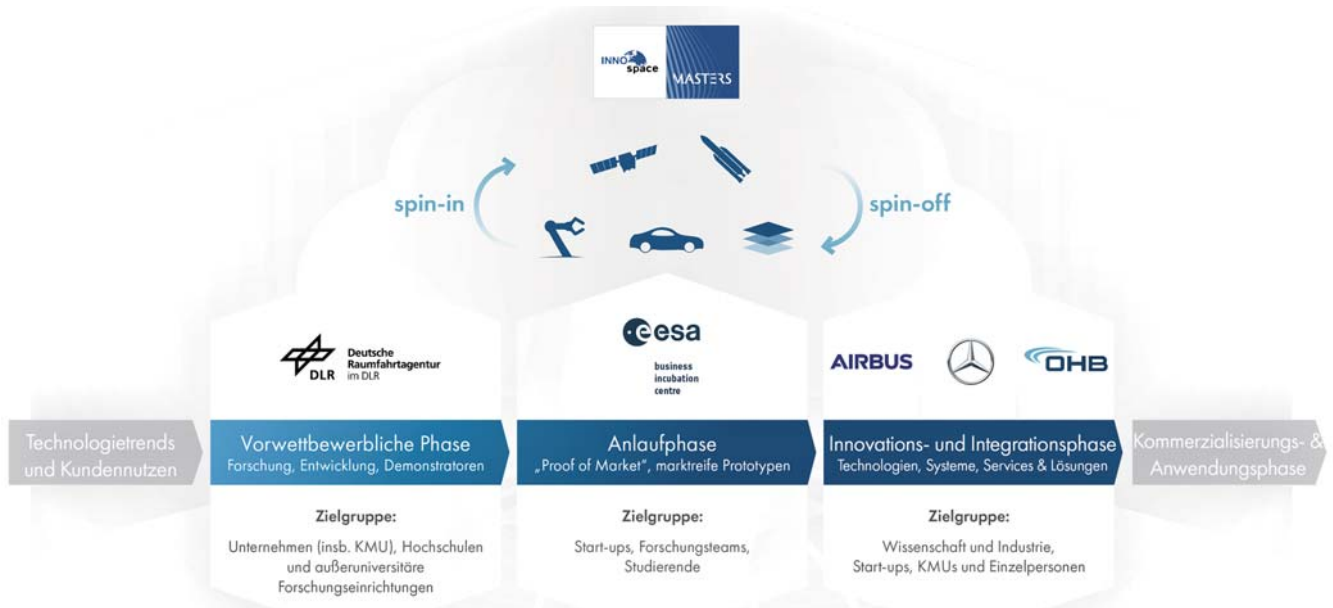 INNO
space
MASTERS
spin-in
spin-off
DLR
Deutsche
Raumfahrtagentur
im DLR
esa
business
incubation
centre
AIRBUS
OHB
Technologietrends
und Kundennutzen
Vorwettbewerbliche Phase
Forschung, Entwicklung, Demonstratoren
Anlaufphase
„Proof of Market“, marktreife Prototypen
Innovations- und Integrationsphase
Technologien, Systeme, Services & Lösungen
Kommerzialisierungs- &
Anwendungsphase
Zielgruppe:
Unternehmen (insb. KMU), Hochschulen
und außeruniversitäre
Forschungseinrichtungen
Zielgruppe:
Start-ups, Forschungsteams,
Studierende
Zielgruppe:
Wissenschaft und Industrie,
Start-ups, KMUs und Einzelpersonen